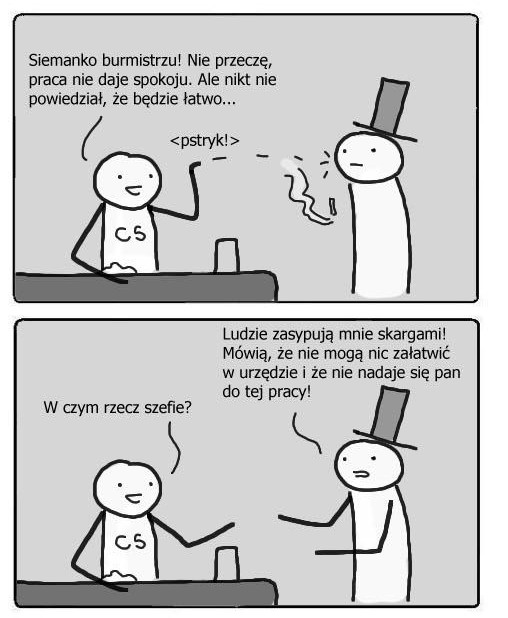 Siemanko burmistrzu! Nie przeczę,
praca nie daje spokoju. Ale nikt nie
powiedział, że będzie łatwo...
<pstryk!>
C5
Ludzie zasypują mnie skargami!
Mówią, że nie mogą nic załatwić
w urzędzie i że nie nadaje się pan
do tej pracy!
W czym rzecz szefie?
C5